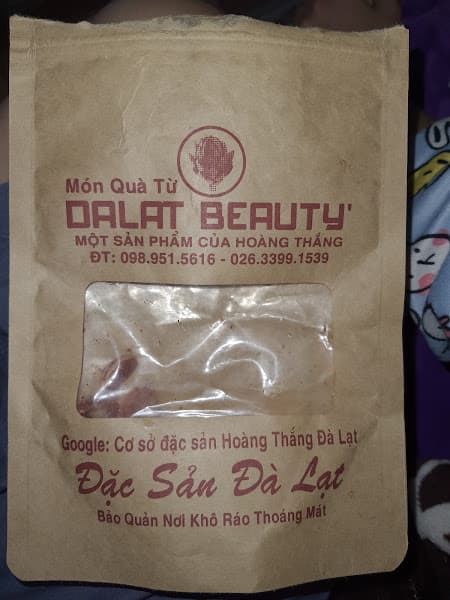 Món Quà Từ
DALAT BEAUTY'
MỘT SẢN PHẨM CỦA HOÀNG THẮNG
ĐT: 098.951.5616 - 026.3399.1539
Google: Cơ sở đặc sản Hoàng Thắng Đà Lạt
Đặc Sản Đà Lạt
Bảo Quản Nơi Khô Ráo Thoáng Mát